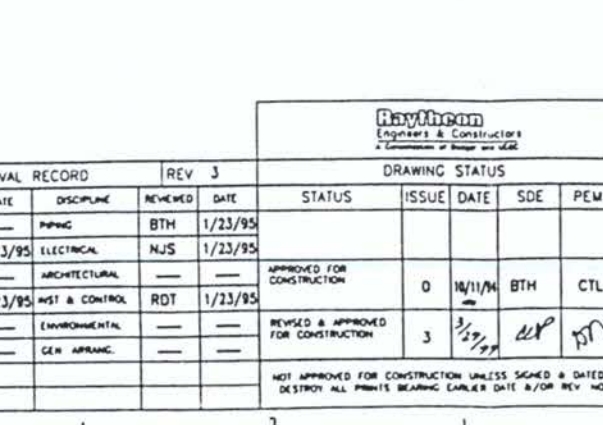 Raytheon
Engineers & Constructors
VAL RECORD REV 3 DRAWING STATUS
ATE DISCIPLINE REVIEWED DATE STATUS ISSUE DATE SDE PEM
— PIPING BTH 1/23/95
3/95 ELECTRICAL NJS 1/23/95
— ARCHITECTURAL — —
APPROVED FOR
CONSTRUCTION 0 10/11/94 BTH CTL
3/95 INST & CONTROL RDT 1/23/95
— ENVIRONMENTAL — —
REVISED & APPROVED
FOR CONSTRUCTION 3
— GEN ARRANG. — —
NOT APPROVED FOR CONSTRUCTION UNLESS SIGNED & DATED
DESTROY ALL PRINTS BEARING EARLIER DATE &/OR REV NO